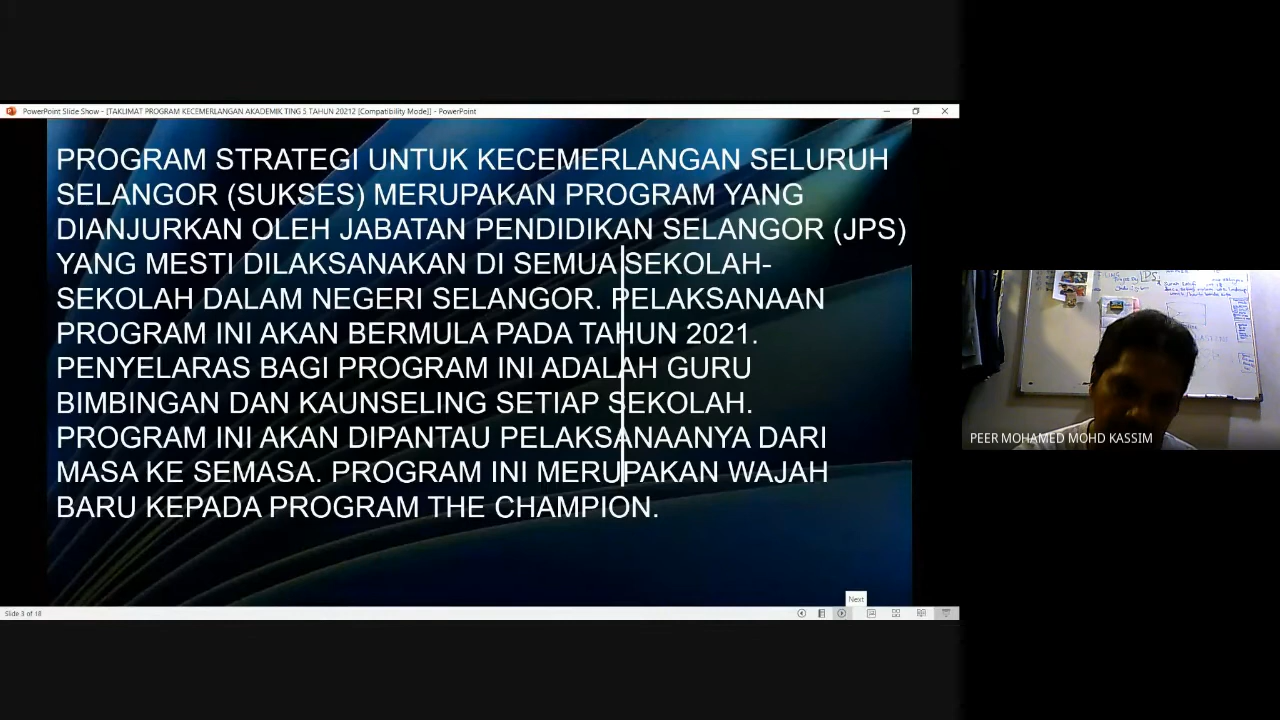 PowerPoint Slide Show - [TAKLIMAT PROGRAM KECEMERLANGAN AKADEMIK TING 5 TAHUN 20212 [Compatibility Mode]] - PowerPoint
PROGRAM STRATEGI UNTUK KECEMERLANGAN SELURUH
SELANGOR (SUKSES) MERUPAKAN PROGRAM YANG
DIANJURKAN OLEH JABATAN PENDIDIKAN SELANGOR (JPS)
YANG MESTI DILAKSANAKAN DI SEMUA SEKOLAH-
SEKOLAH DALAM NEGERI SELANGOR. PELAKSANAAN
PROGRAM INI AKAN BERMULA PADA TAHUN 2021.
PENYELARAS BAGI PROGRAM INI ADALAH GURU
BIMBINGAN DAN KAUNSELING SETIAP SEKOLAH.
PROGRAM INI AKAN DIPANTAU PELAKSANAANYA DARI
MASA KE SEMASA. PROGRAM INI MERUPAKAN WAJAH
BARU KEPADA PROGRAM THE CHAMPION.
Next
Slide 3 of 18
PEER MOHAMED MOHD KASSIM